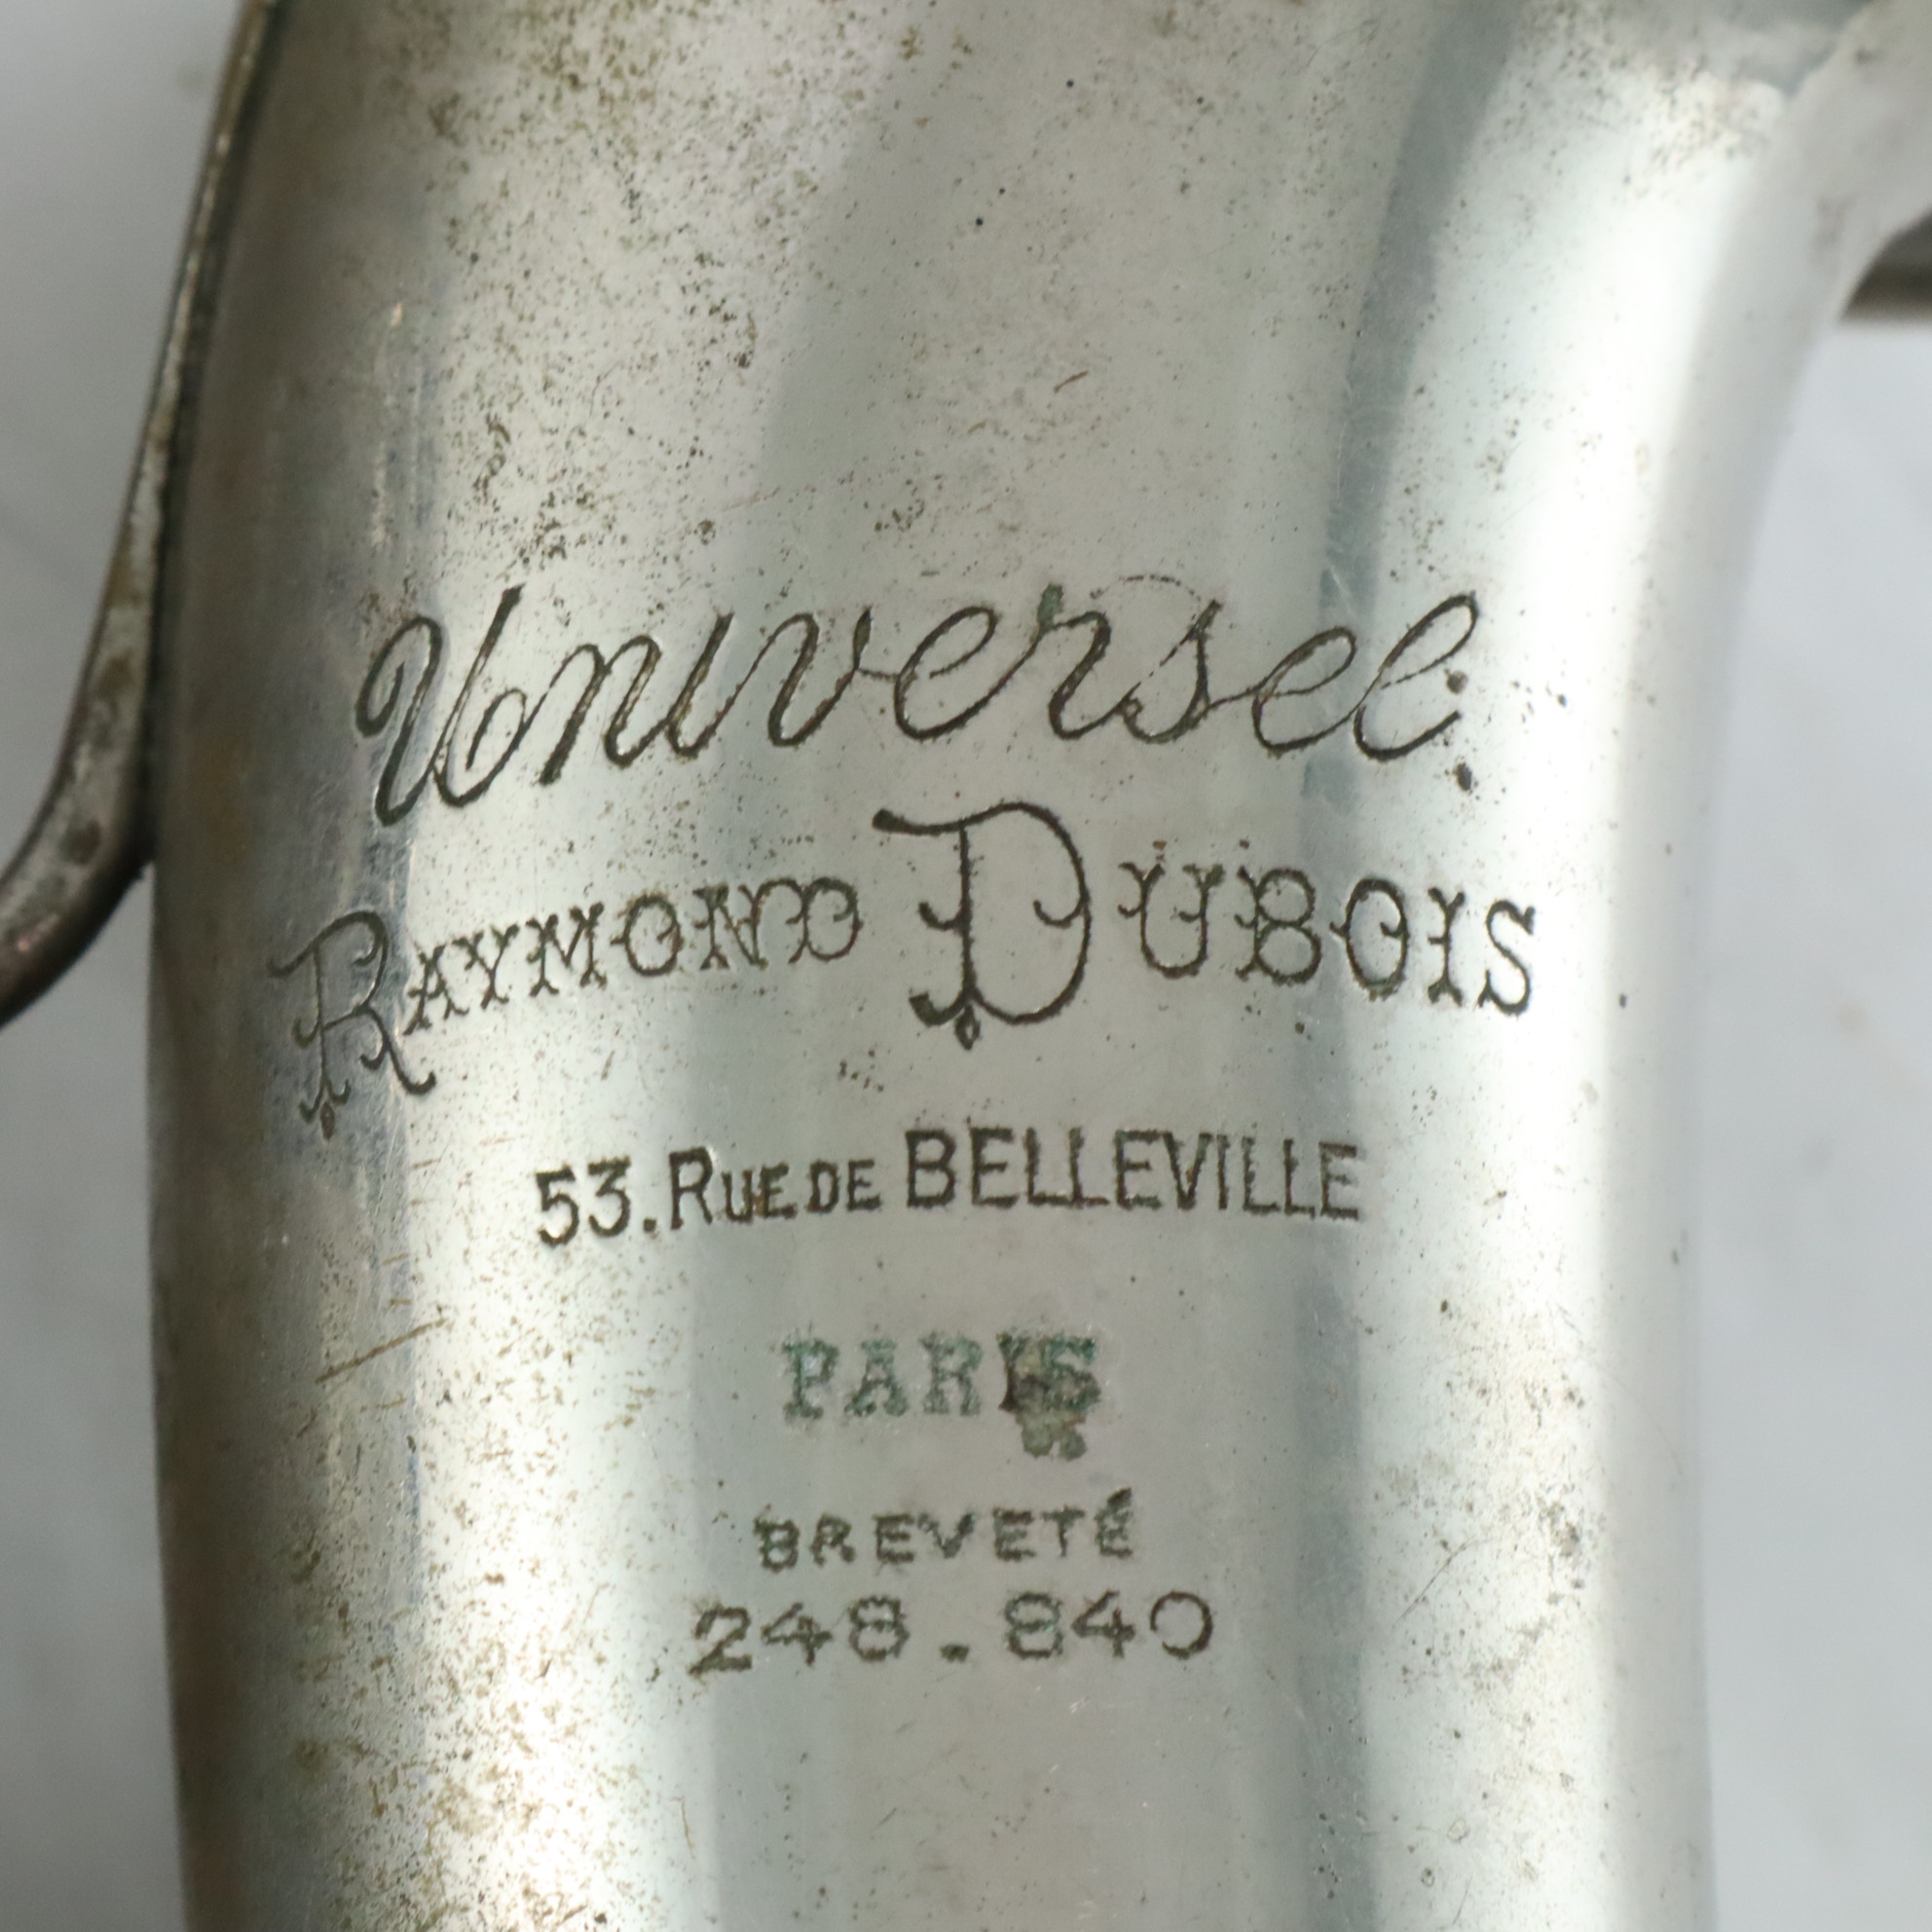 Universel:
RAYMOND DUBOIS
53. RUE DE BELLEVILLE
PARIS
BREVETÉ
248.840